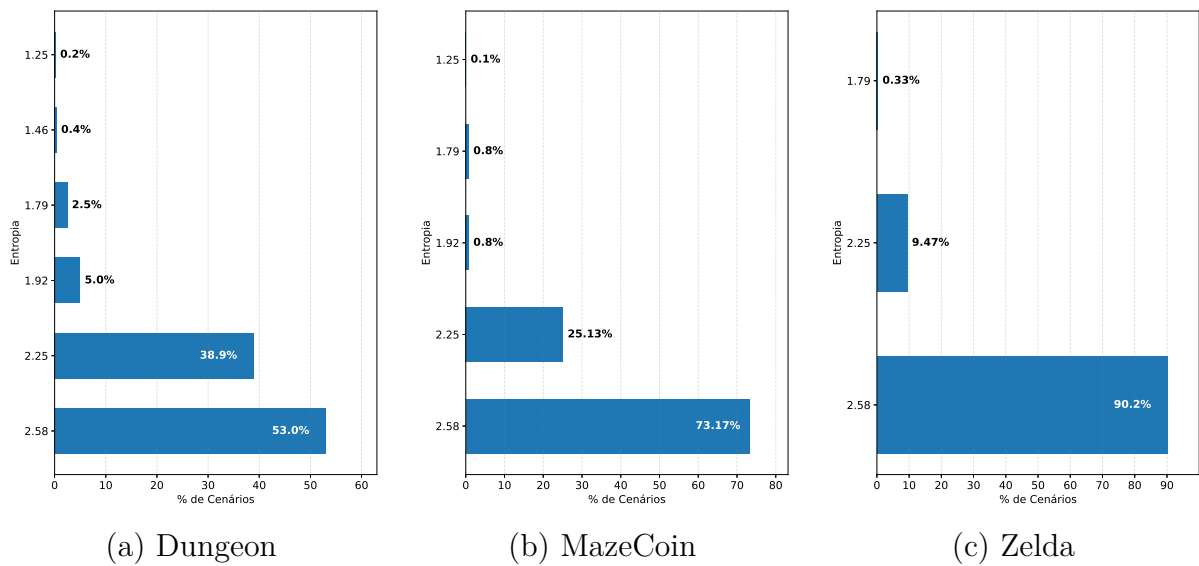 Entropia
1.25
0.2%
1.46
0.4%
1.79
2.5%
1.92
5.0%
2.25
38.9%
2.58
53.0%
0 10 20 30 40 50 60
% de Cenários
(a) Dungeon
Entropia
1.25
0.1%
1.79
0.8%
1.92
0.8%
2.25
25.13%
2.58
73.17%
0 10 20 30 40 50 60 70 80
% de Cenários
(b) MazeCoin
Entropia
1.79
0.33%
2.25
9.47%
2.58
90.2%
0 10 20 30 40 50 60 70 80 90
% de Cenários
(c) Zelda